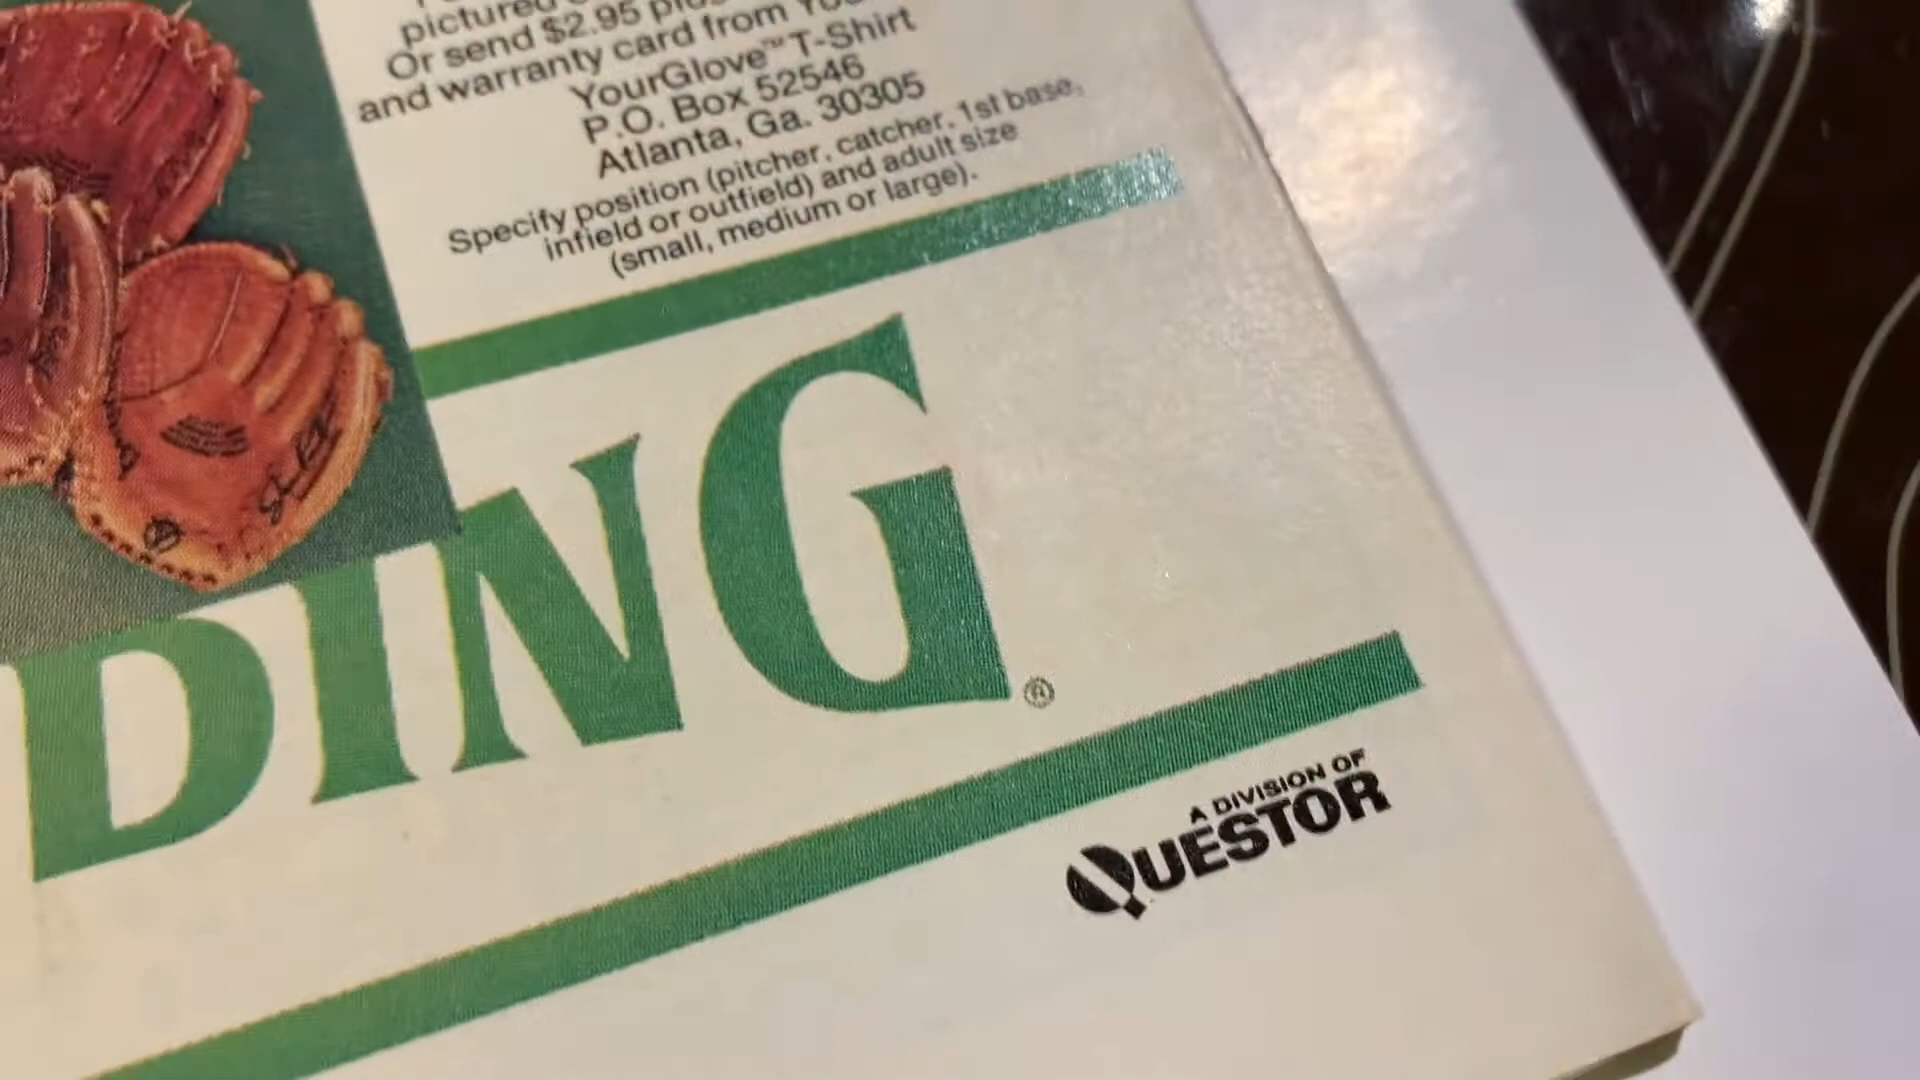 pictured
Or send $2.95 plus
and warranty card from
YourGlove™ T-Shirt
P.O. Box 52546
Atlanta, Ga. 30305
Specify position (pitcher, catcher, 1st base,
infield or outfield) and adult size
(small, medium or large).
DING®
A DIVISION OF
QUESTOR